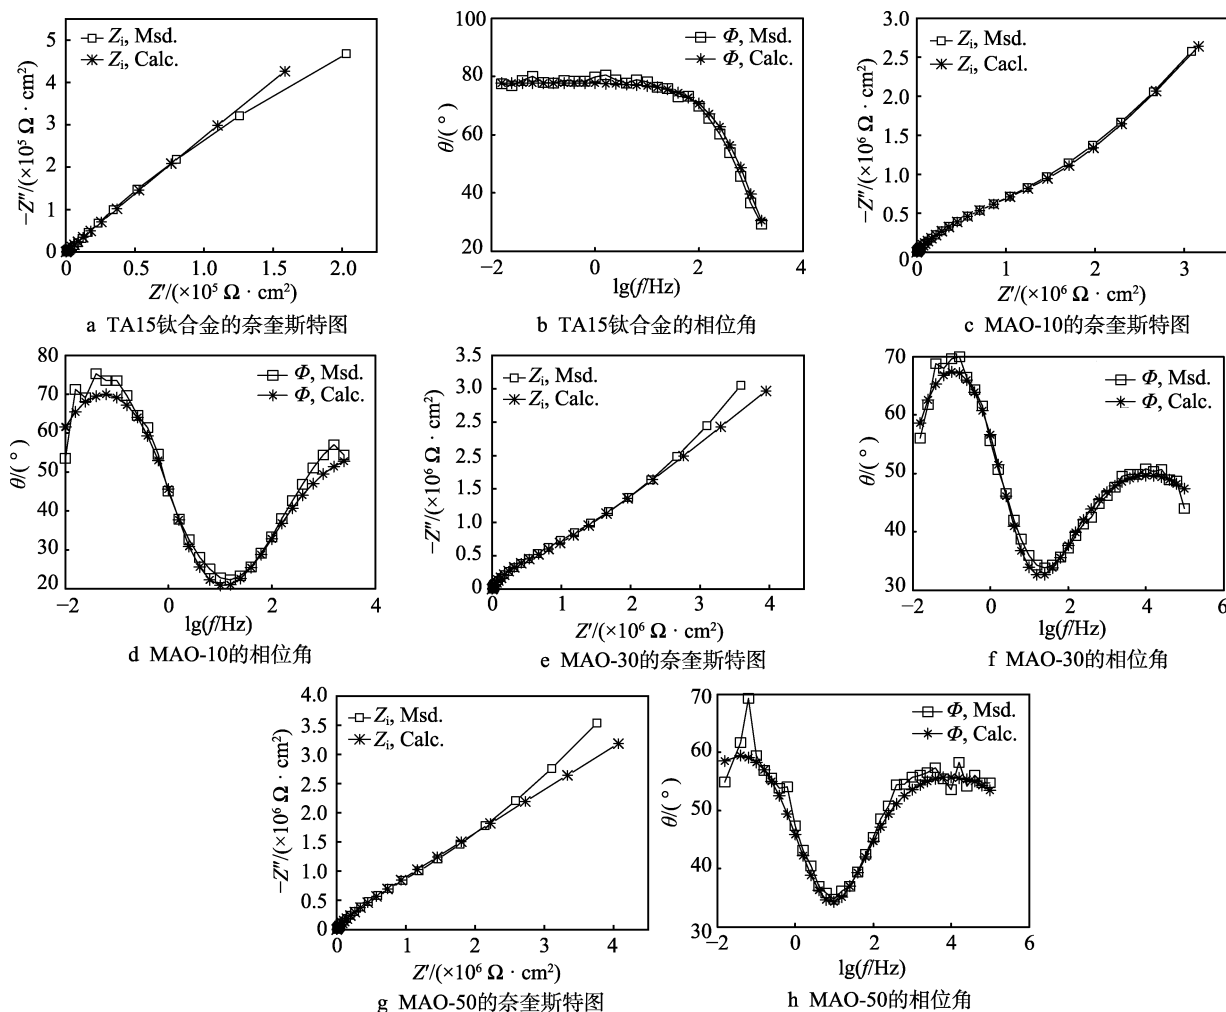 Zi, Msd.
Zi, Calc.
−Z″/(×10⁵ Ω · cm²)
5
4
3
2
1
0
0 0.5 1.0 1.5 2.0
Z′/(×10⁵ Ω · cm²)
a TA15钛合金的奈奎斯特图
Φ, Msd.
Φ, Calc.
θ/( ° )
100
80
60
40
20
−2 0 2 4
lg(f/Hz)
b TA15钛合金的相位角
Zi, Msd.
Zi, Cacl.
−Z″/(×10⁶ Ω · cm²)
3.0
2.5
2.0
1.5
1.0
0.5
0
0 1 2 3
Z′/(×10⁶ Ω · cm²)
c MAO-10的奈奎斯特图
Φ, Msd.
Φ, Calc.
θ/( ° )
80
70
60
50
40
30
20
−2 0 2 4
lg(f/Hz)
d MAO-10的相位角
Zi, Msd.
Zi, Calc.
−Z″/(×10⁶ Ω · cm²)
3.5
3.0
2.5
1.5
1.0
0.5
0
0 1 2 3 4
Z′/(×10⁶ Ω · cm²)
e MAO-30的奈奎斯特图
Φ, Msd.
Φ, Calc.
θ/( ° )
70
60
50
40
30
−2 0 2 4 6
lg(f/Hz)
f MAO-30的相位角
Zi, Msd.
Zi, Calc.
−Z″/(×10⁶ Ω · cm²)
4.0
3.5
3.0
2.5
2.0
1.5
1.0
0.5
0
0 1 2 3 4
Z′/(×10⁶ Ω · cm²)
g MAO-50的奈奎斯特图
Φ, Msd.
Φ, Calc.
θ/( ° )
70
60
50
40
30
−2 0 2 4 6
lg(f/Hz)
h MAO-50的相位角